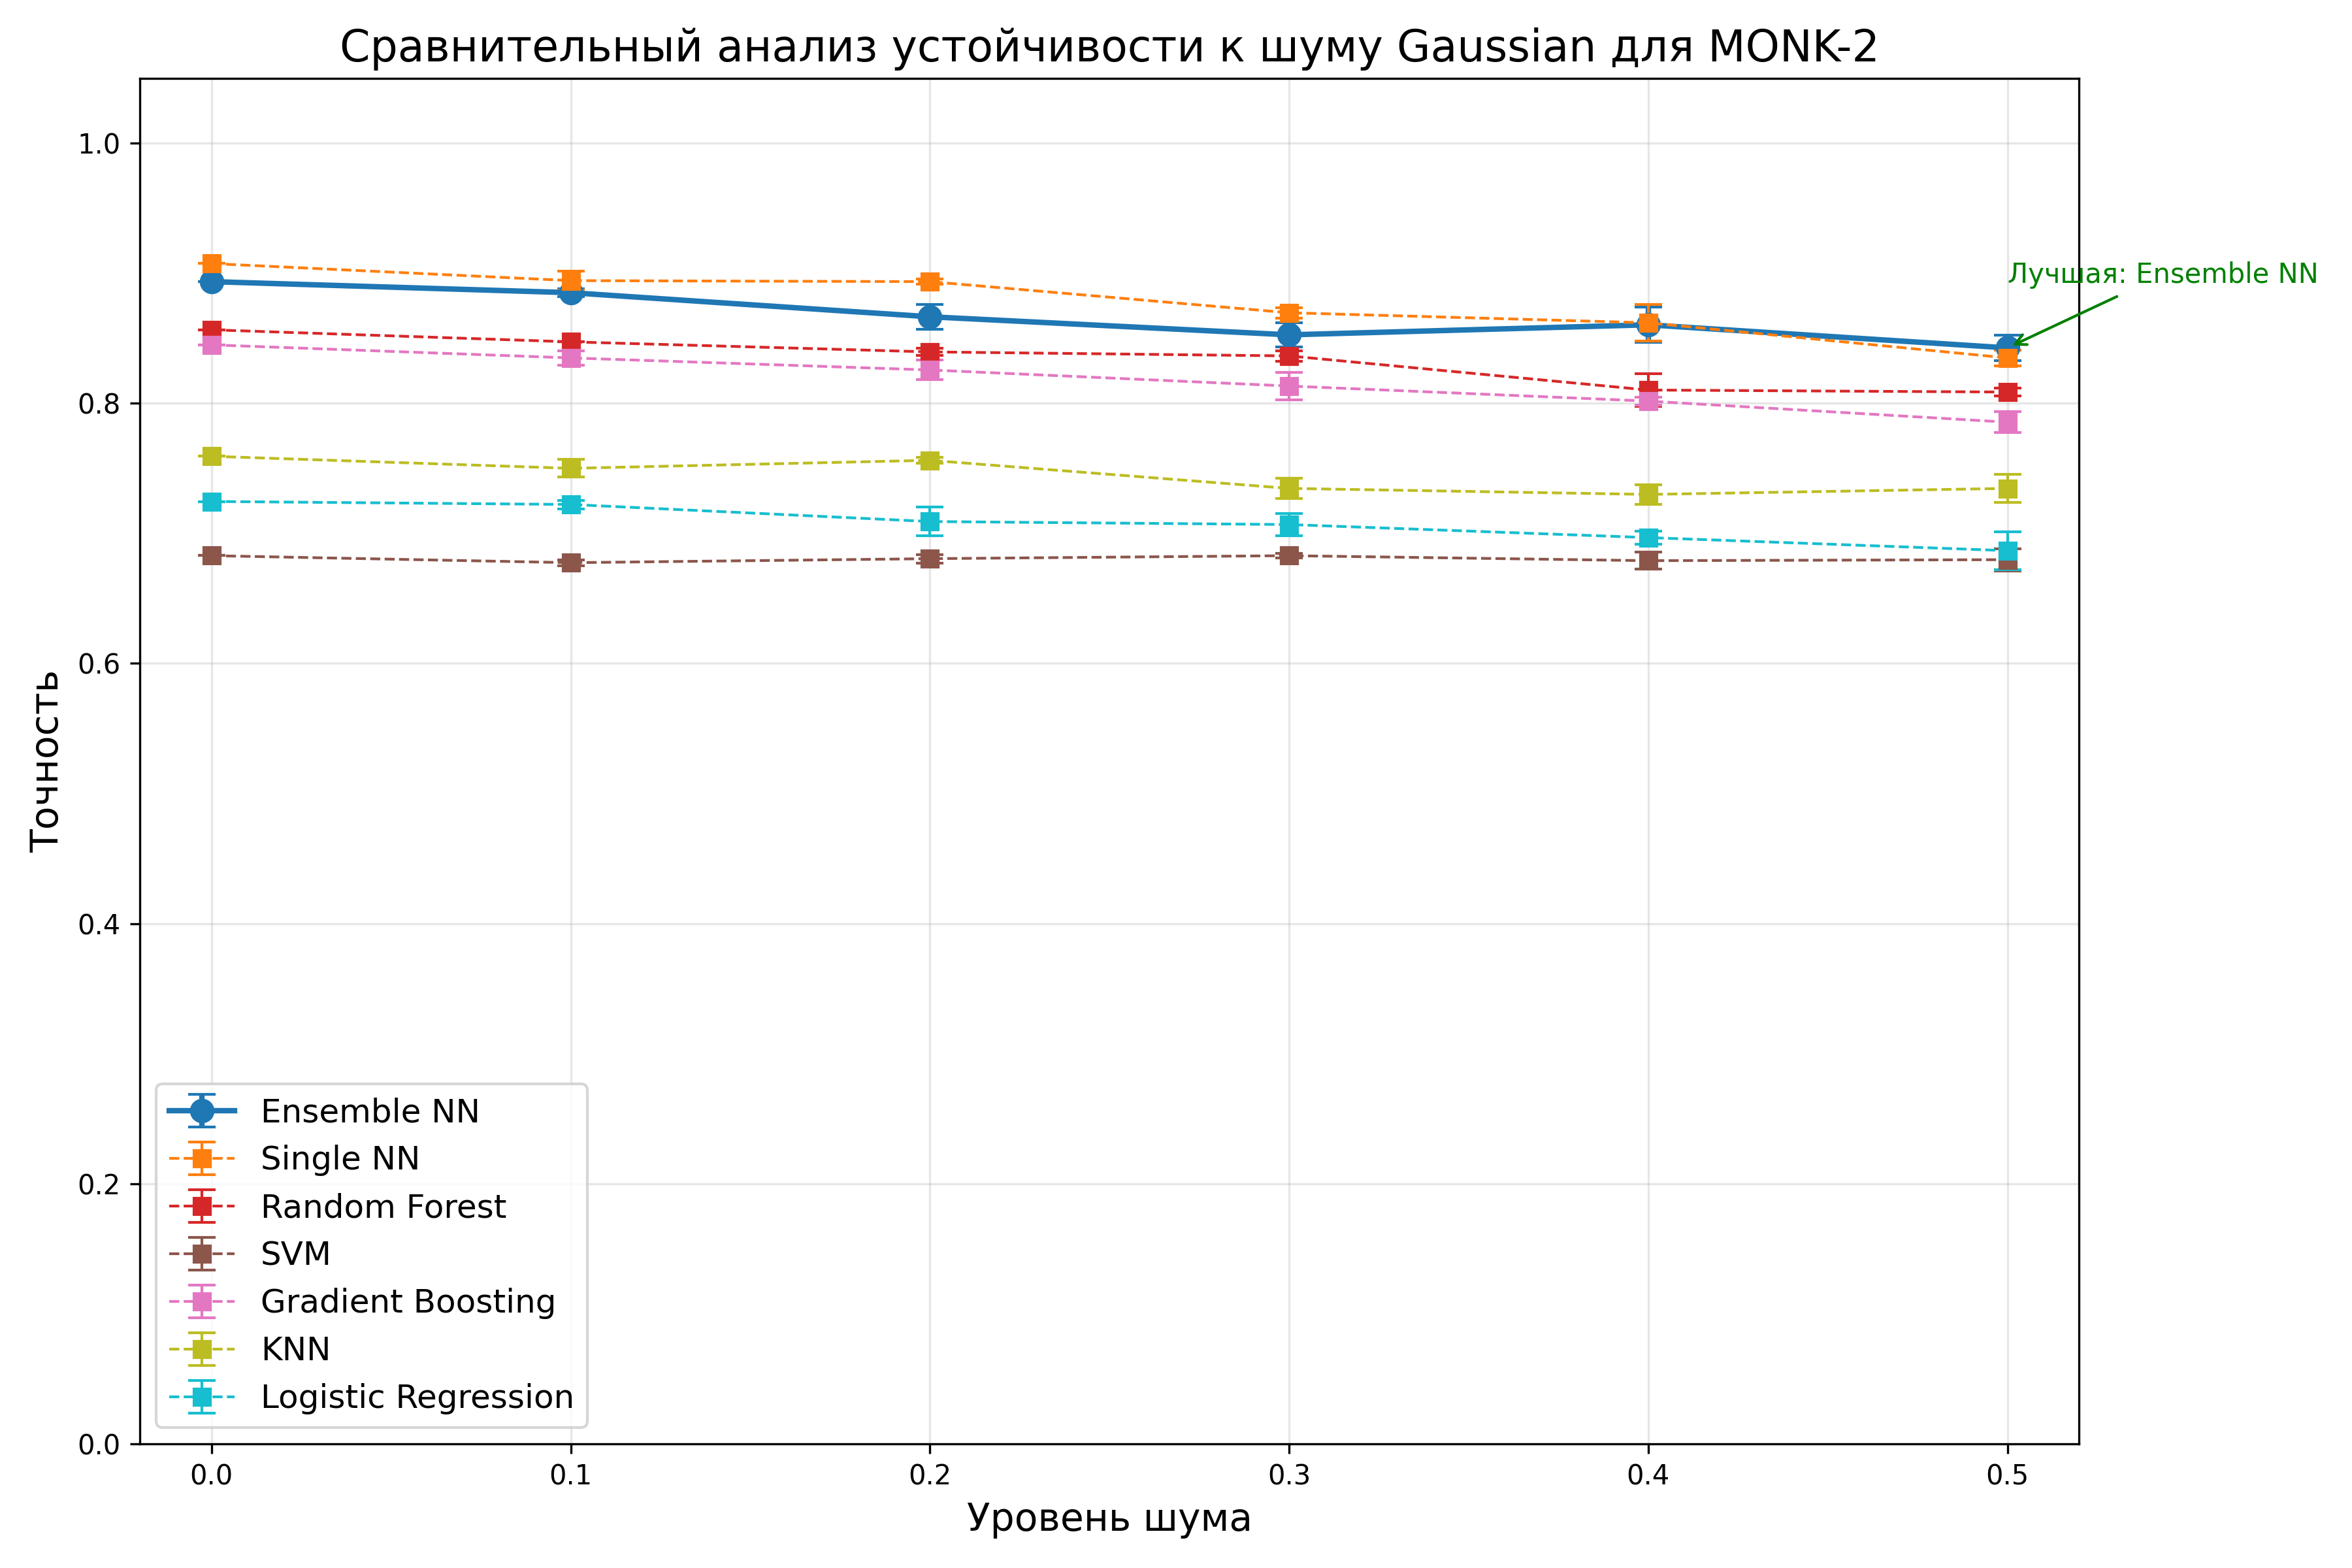 Сравнительный анализ устойчивости к шуму Gaussian для MONK-2
Точность
1.0
0.8
0.6
0.4
0.2
0.0
Лучшая: Ensemble NN
Ensemble NN
Single NN
Random Forest
SVM
Gradient Boosting
KNN
Logistic Regression
0.0 0.1 0.2 0.3 0.4 0.5
Уровень шума